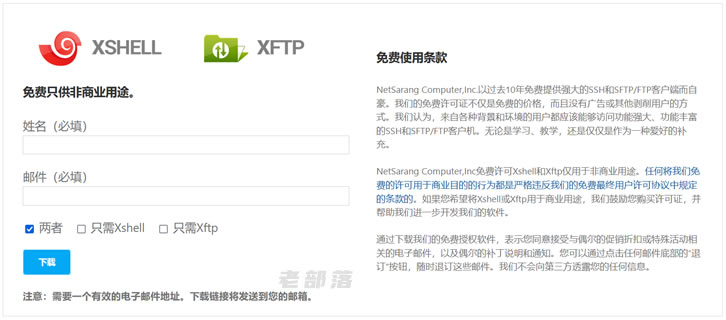 XSHELL
XFTP
免费只供非商业用途。
姓名（必填）
邮件（必填）
两者
只需Xshell
只需Xftp
下载
老部落
注意：需要一个有效的电子邮件地址。下载链接将发送到您的邮箱。
免费使用条款
NetSarang Computer,Inc.以过去10年免费提供强大的SSH和SFTP/FTP客户端而自
豪。我们的免费许可证不仅是免费的价格，而且没有广告或其他剥削用户的方
式。我们认为，来自各种背景和环境的用户都应该能够访问功能强大、功能丰富
的SSH和SFTP/FTP客户机。无论是学习、教学，还是仅仅是作为一种爱好的补
充。
NetSarang Computer,Inc免费许可Xshell和Xftp仅用于非商业用途。任何将我们免
费的许可用于商业目的的行为都是严格违反我们的免费最终用户许可协议中规定
的条款的。如果您希望将Xshell或Xftp用于商业用途，我们鼓励您购买许可证，并
帮助我们进一步开发我们的软件。
通过下载我们的免费授权软件，表示您同意接受与偶尔的促销折扣或特殊活动相
关的电子邮件，以及偶尔的补丁说明和通知。您可以通过点击任何邮件底部的"退
订"按钮，随时退订这些邮件。我们不会向第三方透露您的任何信息。